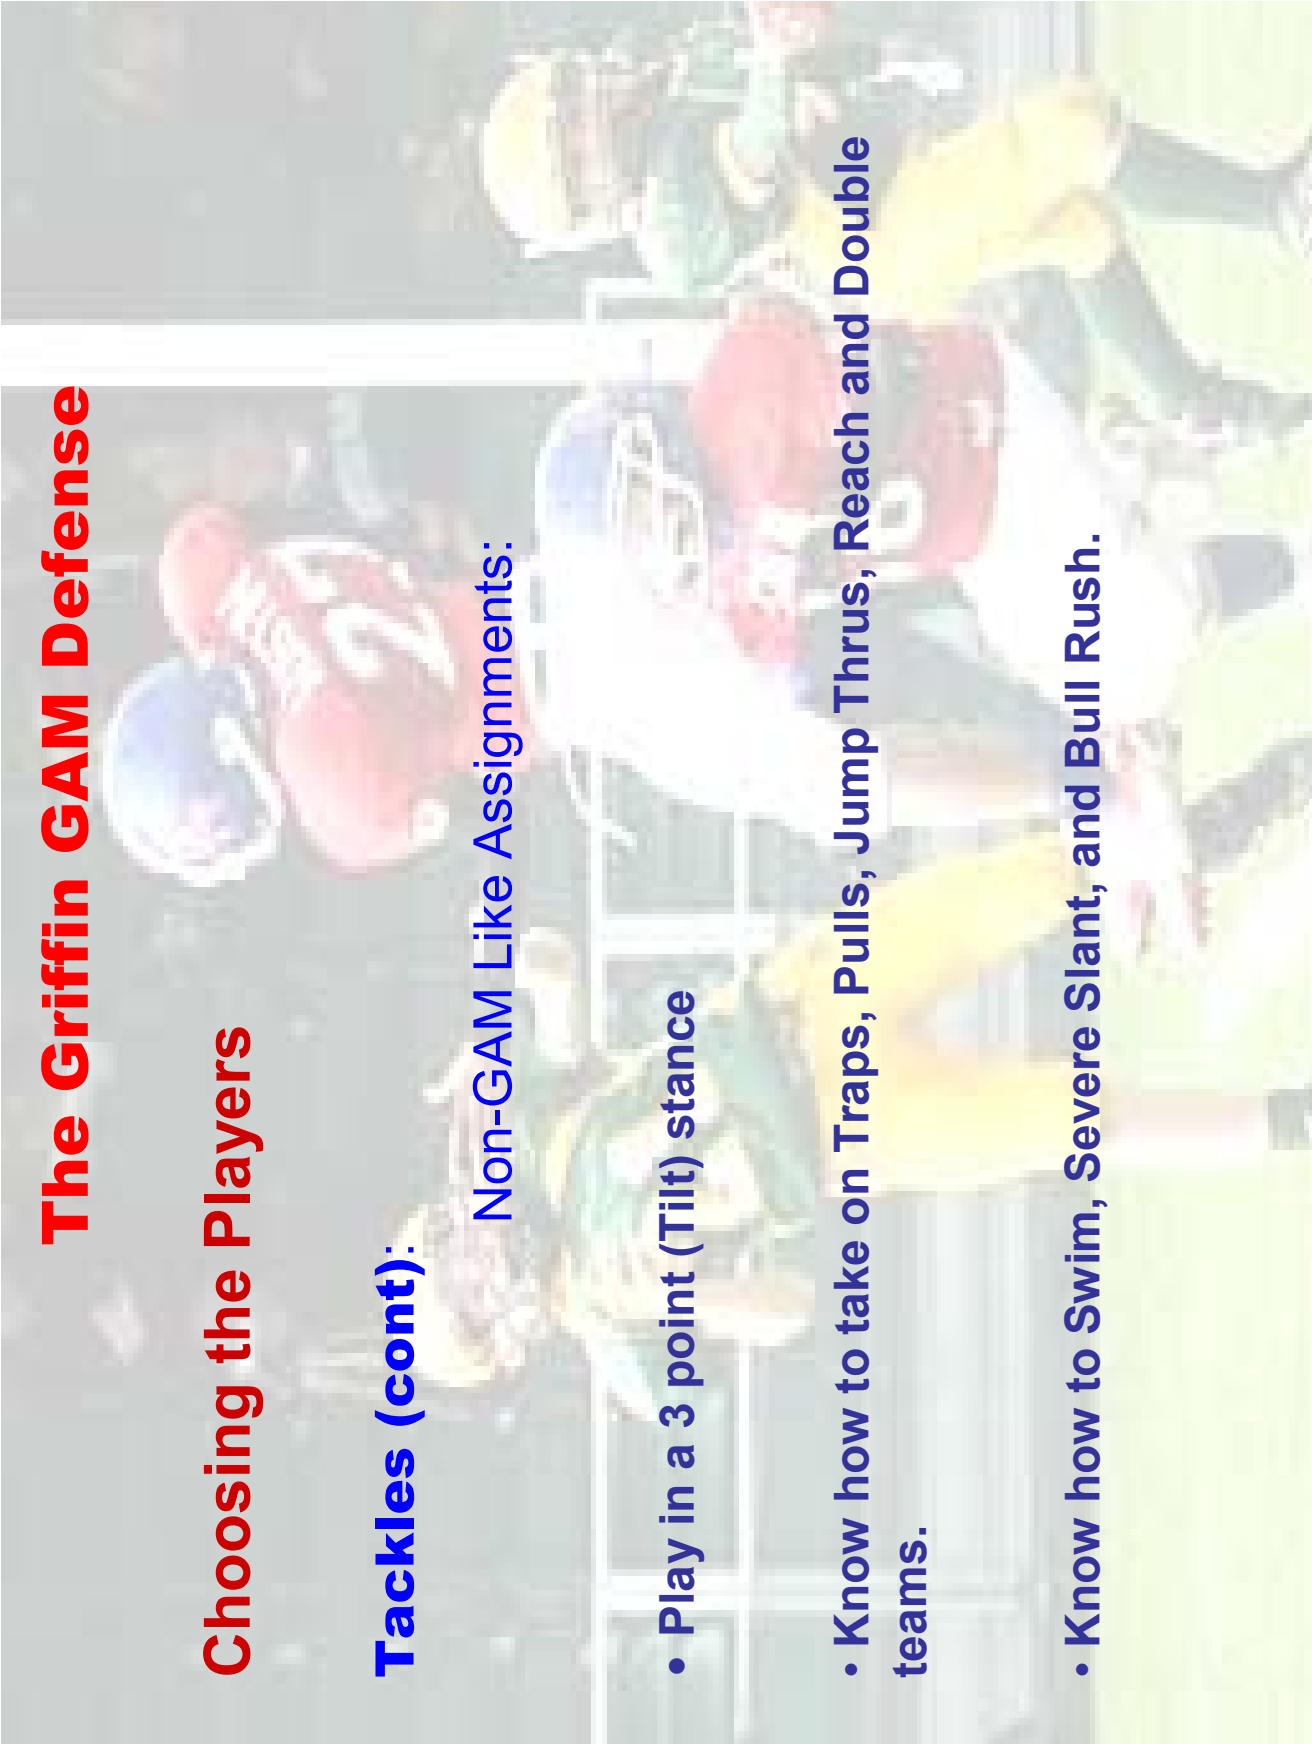 The Griffin GAM Defense
Choosing the Players
Tackles (cont):
Non-GAM Like Assignments:
• Play in a 3 point (Tilt) stance
• Know how to take on Traps, Pulls, Jump Thrus, Reach and Double
teams.
• Know how to Swim, Severe Slant, and Bull Rush.